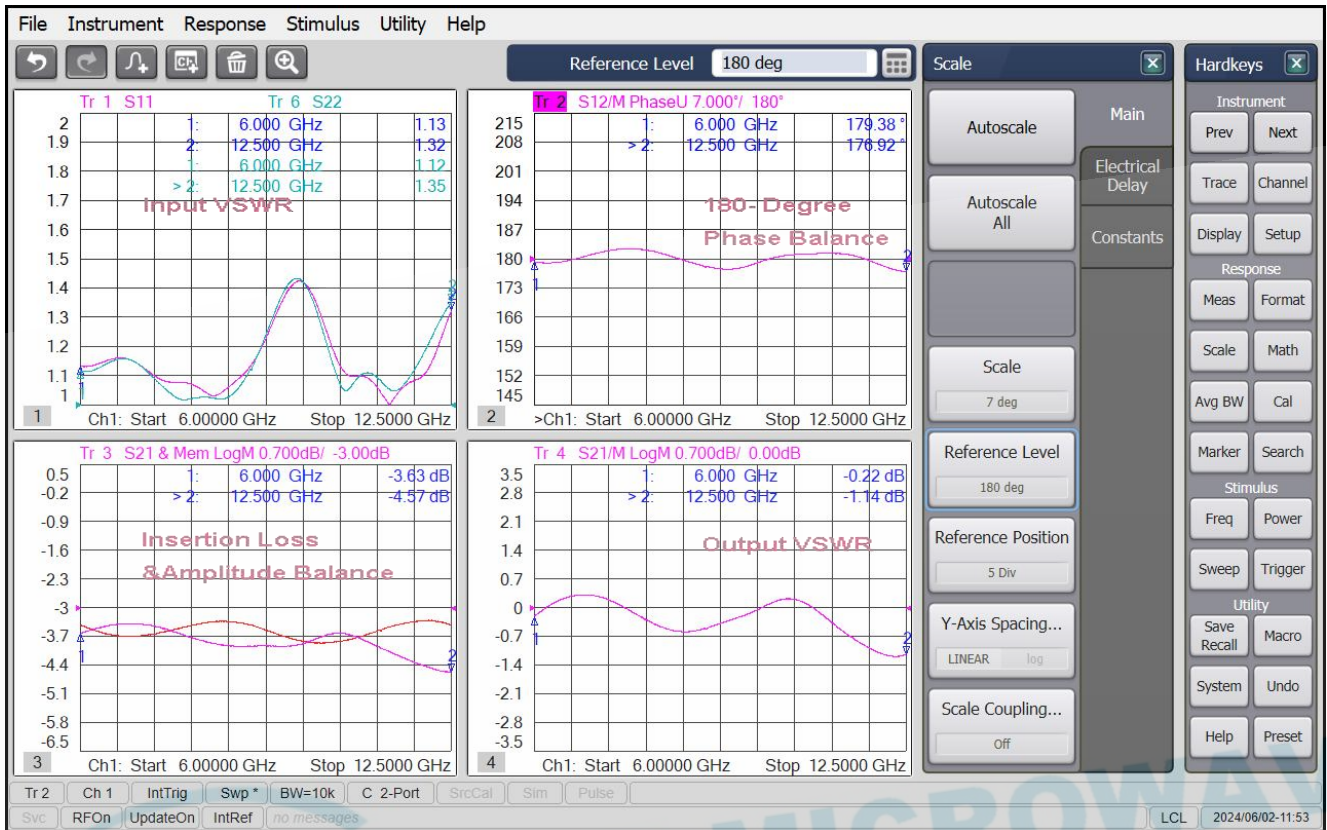 File Instrument Response Stimulus Utility Help
Reference Level 180 deg
Tr 1 S11 Tr 6 S22
1: 6.000 GHz 1.13
2: 12.500 GHz 1.32
1: 6.000 GHz 1.12
> 2: 12.500 GHz 1.35
Input VSWR
2
1.9
1.8
1.7
1.6
1.5
1.4
1.3
1.2
1.1
1
1 Ch1: Start 6.00000 GHz Stop 12.5000 GHz
Tr 2 S12/M PhaseU 7.000°/ 180°
1: 6.000 GHz 179.38 °
> 2: 12.500 GHz 176.92 °
180- Degree
Phase Balance
215
208
201
194
187
180
173
166
159
152
145
1
2
2 >Ch1: Start 6.00000 GHz Stop 12.5000 GHz
Tr 3 S21 & Mem LogM 0.700dB/ -3.00dB
1: 6.000 GHz -3.63 dB
> 2: 12.500 GHz -4.57 dB
Insertion Loss
&Amplitude Balance
0.5
-0.2
-0.9
-1.6
-2.3
-3
-3.7
-4.4
-5.1
-5.8
-6.5
1
2
3 Ch1: Start 6.00000 GHz Stop 12.5000 GHz
Tr 4 S21/M LogM 0.700dB/ 0.00dB
1: 6.000 GHz -0.22 dB
> 2: 12.500 GHz -1.14 dB
Output VSWR
3.5
2.8
2.1
1.4
0.7
0
-0.7
-1.4
-2.1
-2.8
-3.5
1
2
4 Ch1: Start 6.00000 GHz Stop 12.5000 GHz
Scale
Autoscale
Autoscale
All
Scale
7 deg
Reference Level
180 deg
Reference Position
5 Div
Y-Axis Spacing...
LINEAR log
Scale Coupling...
Off
Main
Electrical
Delay
Constants
Hardkeys
Instrument
Prev Next
Trace Channel
Display Setup
Response
Meas Format
Scale Math
Avg BW Cal
Marker Search
Stimulus
Freq Power
Sweep Trigger
Utility
Save
Recall Macro
System Undo
Help Preset
Tr 2 Ch 1 IntTrig Swp * BW=10k C 2-Port SrcCal Sim Pulse
Svc RFOn UpdateOn IntRef no messages LCL 2024/06/02-11:53